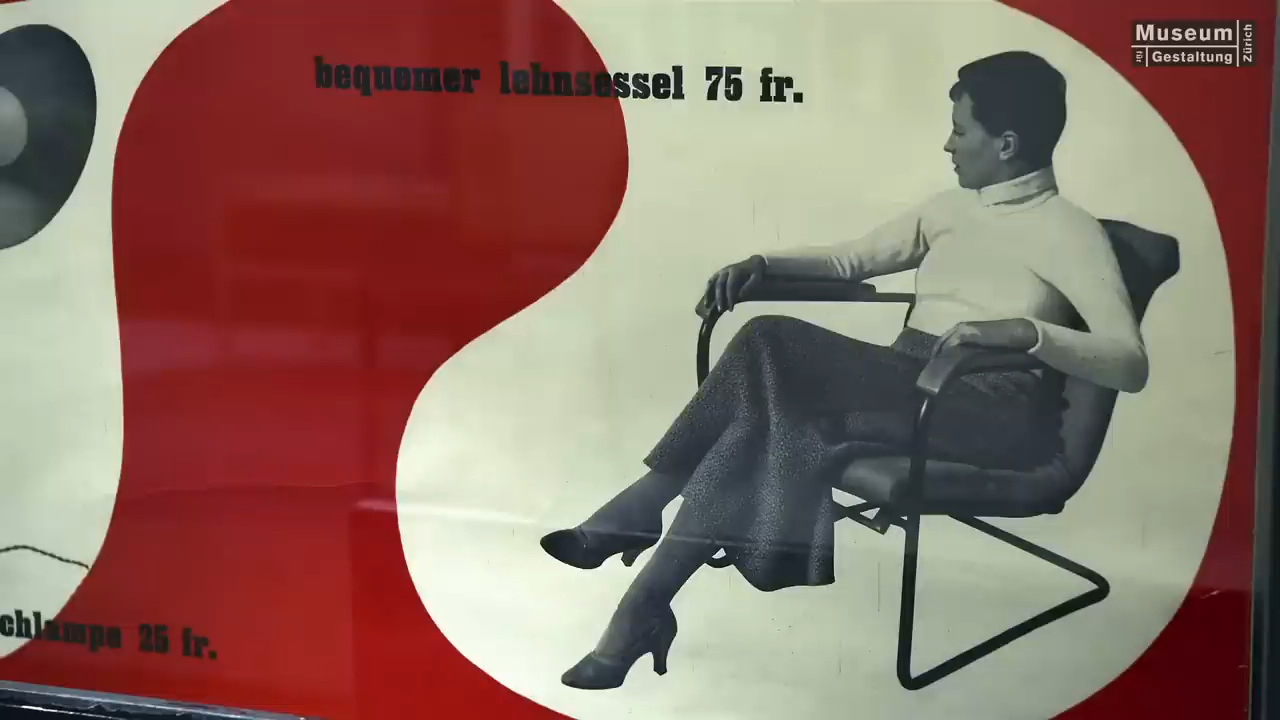 Museum
für Gestaltung
Zürich
bequemer lehnsessel 75 fr.
chlampe 25 fr.